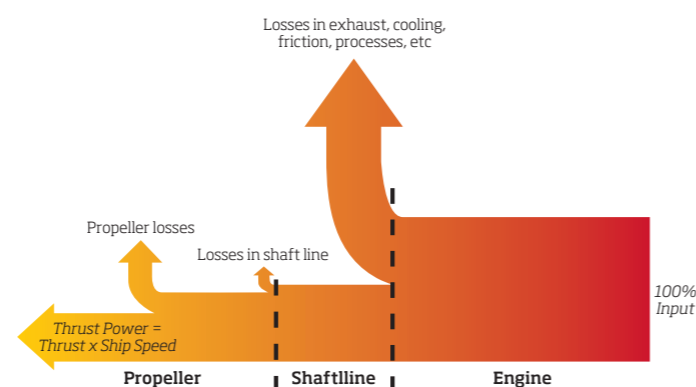 Losses in exhaust, cooling,
friction, processes, etc
Propeller losses
Losses in shaft line
100%
Input
Thrust Power =
Thrust x Ship Speed
Propeller
Shaftlline
Engine